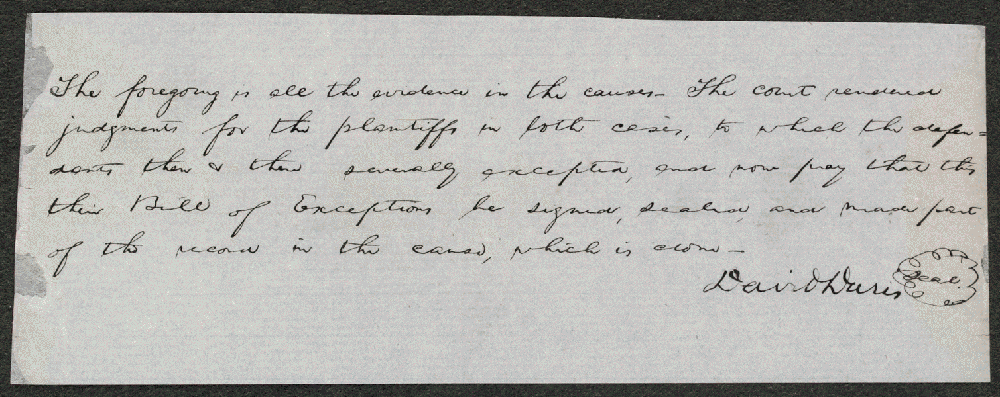 The foregoing is all the evidence in the causes— The court rendered
judgments for the plaintiffs in both cases, to which the defen=
dants then & there severally excepted, and now pray that this
their Bill of Exceptions be signed, sealed, and made part
of the record in the cause, which is done—
David Davis seal.